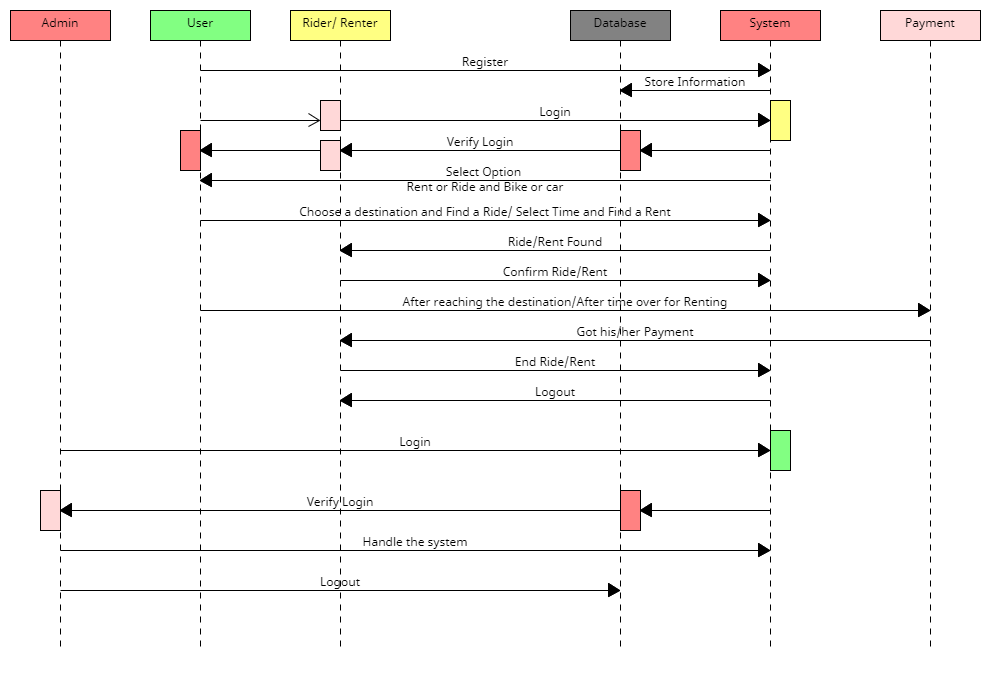 Admin
User
Rider/ Renter
Database
System
Payment
Register
Store Information
Login
Verify Login
Select Option
Rent or Ride and Bike or car
Choose a destination and Find a Ride/ Select Time and Find a Rent
Ride/Rent Found
Confirm Ride/Rent
After reaching the destination/After time over for Renting
Got his/her Payment
End Ride/Rent
Logout
Login
Verify Login
Handle the system
Logout